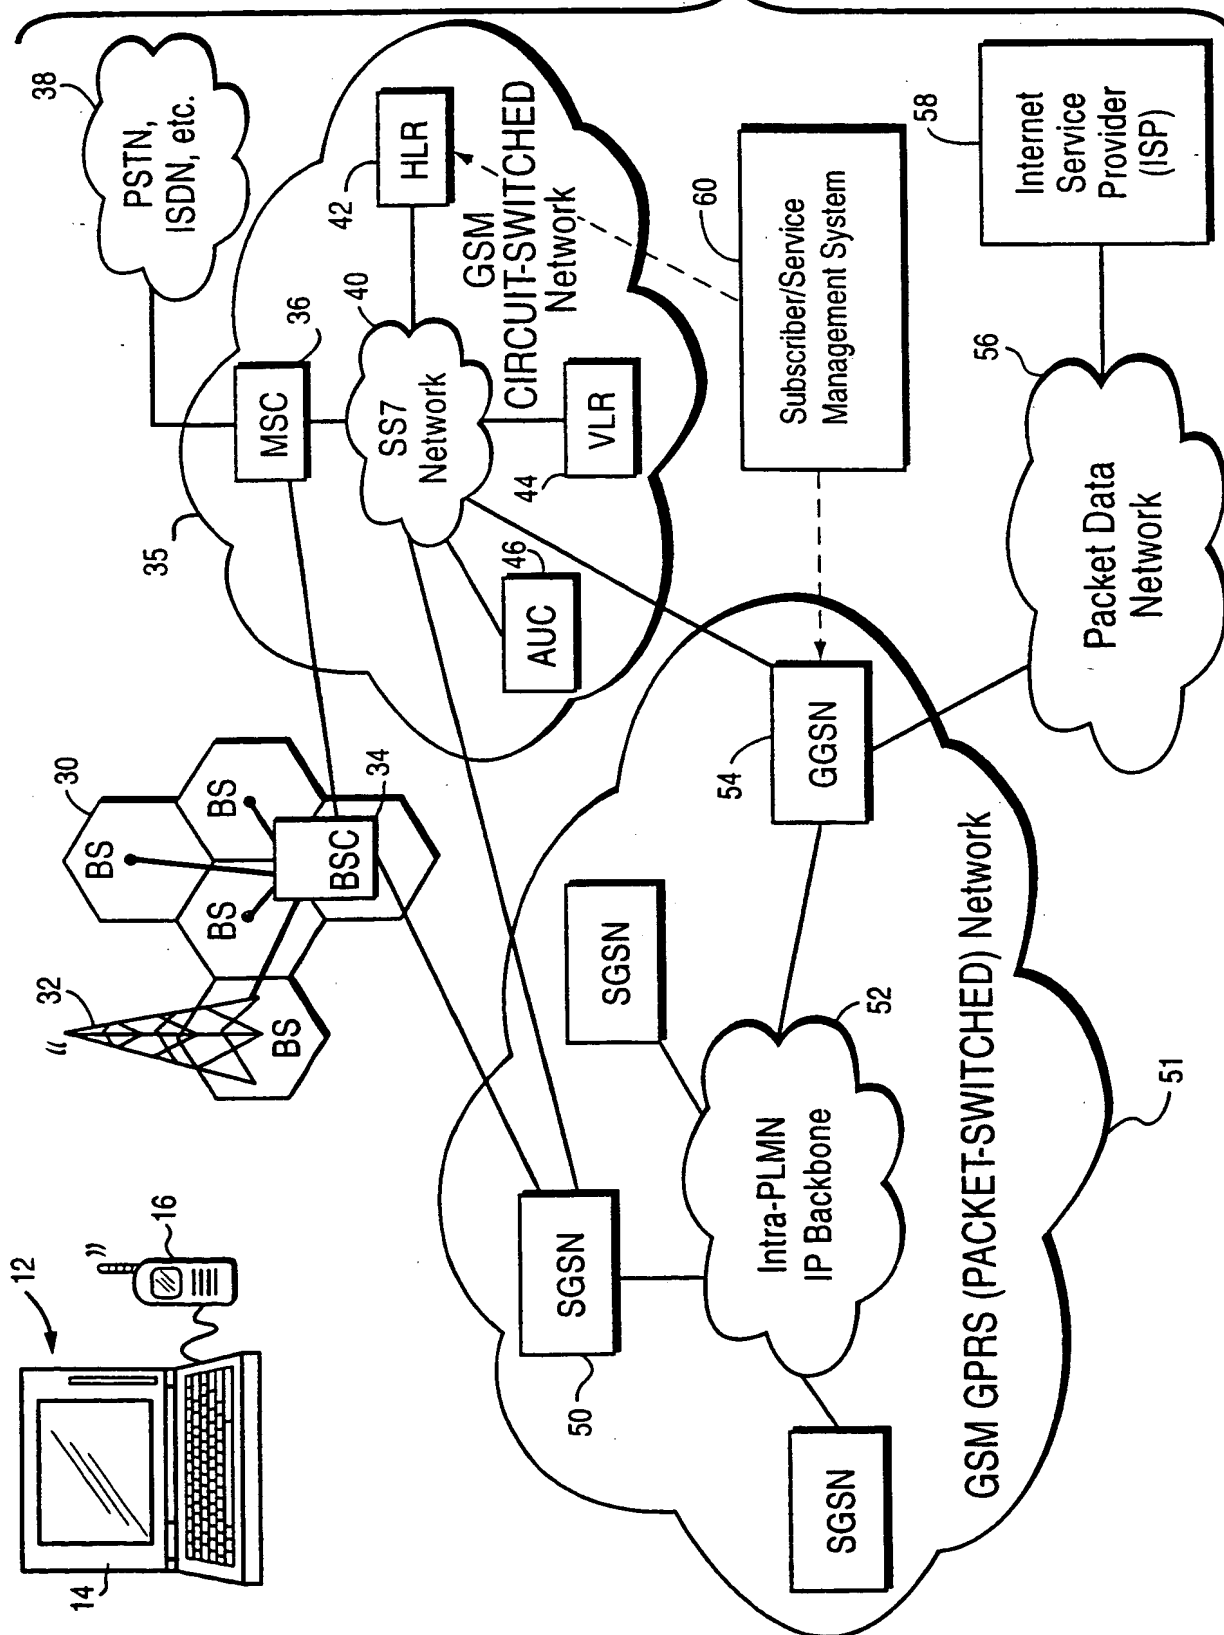 12
14
16
32
BS
BS
BS
BS
30
BSC
34
35
MSC
36
PSTN,
ISDN, etc.
38
SS7
Network
40
HLR
42
GSM
CIRCUIT-SWITCHED
Network
VLR
44
AUC
46
SGSN
50
SGSN
SGSN
Intra-PLMN
IP Backbone
52
GGSN
54
GSM GPRS (PACKET-SWITCHED) Network
51
Subscriber/Service
Management System
60
Packet Data
Network
56
Internet
Service
Provider
(ISP)
58